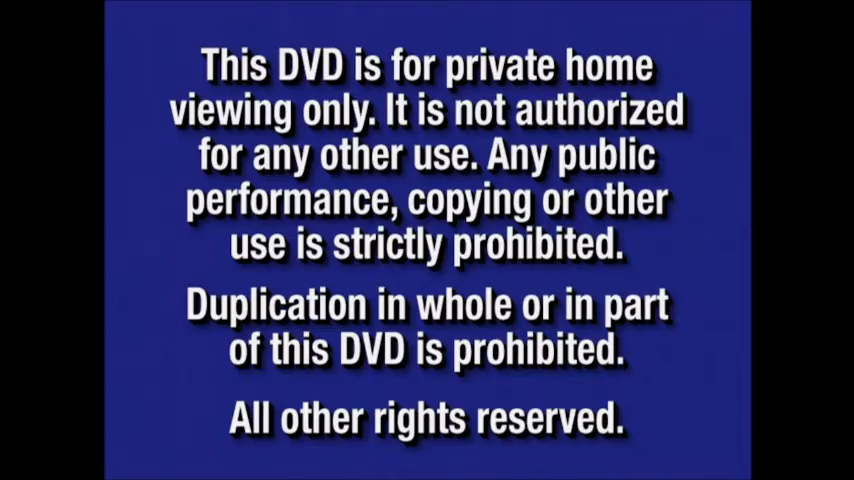 This DVD is for private home
viewing only. It is not authorized
for any other use. Any public
performance, copying or other
use is strictly prohibited.
Duplication in whole or in part
of this DVD is prohibited.
All other rights reserved.